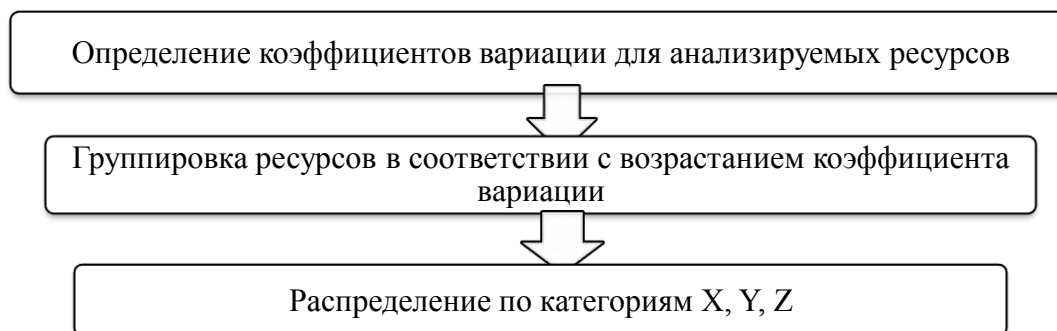 Определение коэффициентов вариации для анализируемых ресурсов
Группировка ресурсов в соответствии с возрастанием коэффициента
вариации
Распределение по категориям X, Y, Z